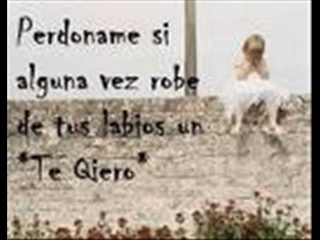 Perdoname si
alguna vez robe
de tus labios un
*Te Qiero*